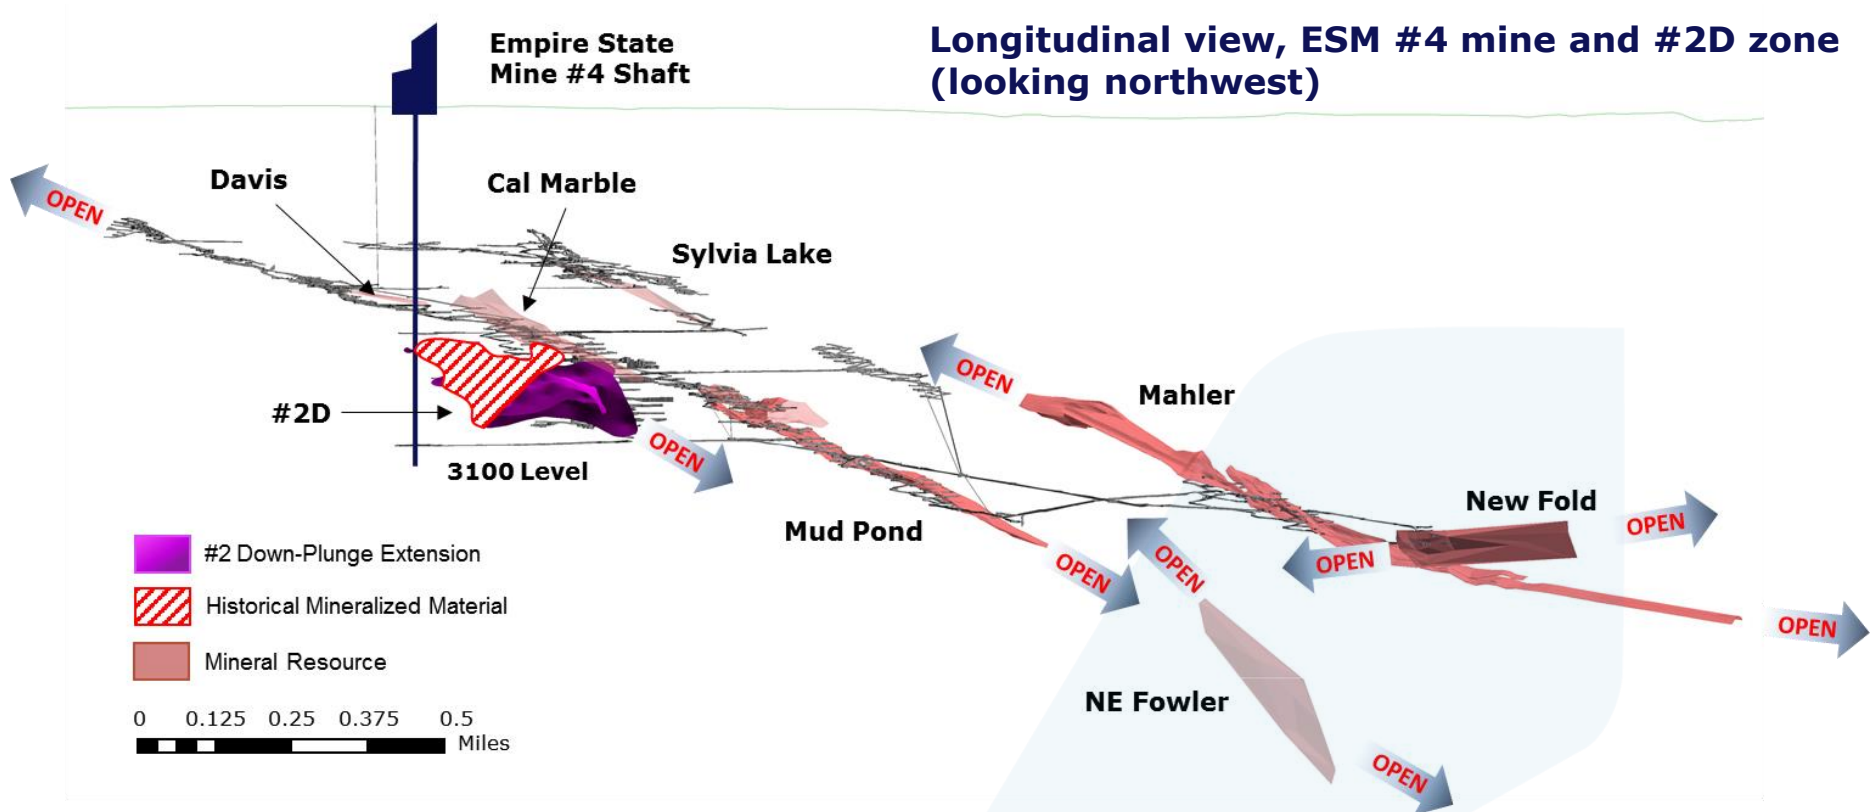 Longitudinal view, ESM #4 mine and #2D zone
(looking northwest)
Empire State
Mine #4 Shaft
Davis
Cal Marble
OPEN
Sylvia Lake
OPEN
Mahler
#2D
OPEN
3100 Level
New Fold
OPEN
Mud Pond
OPEN
OPEN
OPEN
OPEN
NE Fowler
OPEN
#2 Down-Plunge Extension
Historical Mineralized Material
Mineral Resource
0 0.125 0.25 0.375 0.5
Miles
OPEN